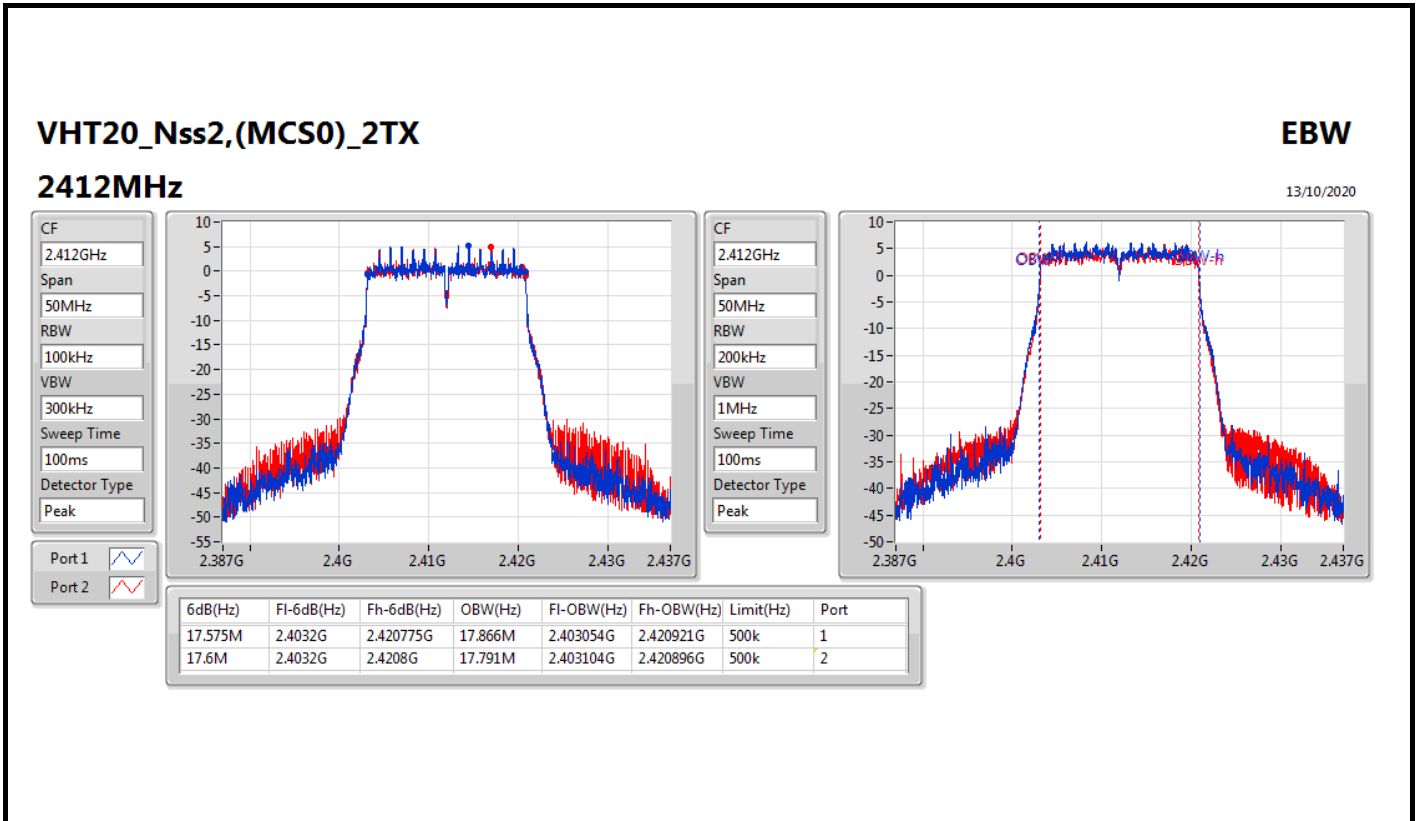 VHT20_Nss2,(MCS0)_2TX
EBW
2412MHz
13/10/2020
CF
2.412GHz
Span
50MHz
RBW
100kHz
VBW
300kHz
Sweep Time
100ms
Detector Type
Peak
Port 1
Port 2
10
5
0
-5
-10
-15
-20
-25
-30
-35
-40
-45
-50
-55
2.387G 2.4G 2.41G 2.42G 2.43G 2.437G
CF
2.412GHz
Span
50MHz
RBW
200kHz
VBW
1MHz
Sweep Time
100ms
Detector Type
Peak
10
5
0
-5
-10
-15
-20
-25
-30
-35
-40
-45
-50
2.387G 2.4G 2.41G 2.42G 2.43G 2.437G
6dB(Hz) Fl-6dB(Hz) Fh-6dB(Hz) OBW(Hz) Fl-OBW(Hz) Fh-OBW(Hz) Limit(Hz) Port
17.575M 2.4032G 2.420775G 17.866M 2.403054G 2.420921G 500k 1
17.6M 2.4032G 2.4208G 17.791M 2.403104G 2.420896G 500k 2